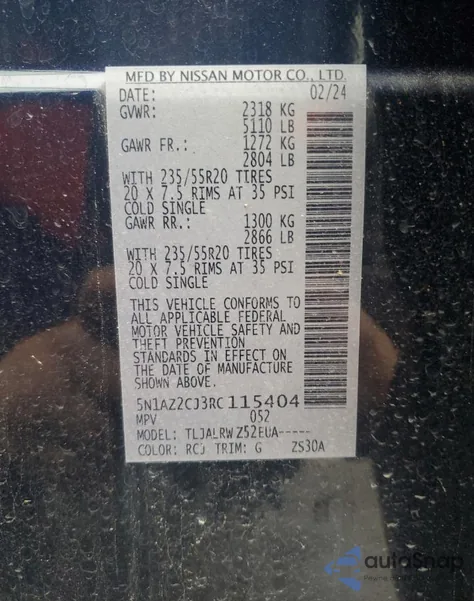 MFD BY NISSAN MOTOR CO., LTD.
DATE: 02/24
GVWR: 2318 KG
5110 LB
GAWR FR.: 1272 KG
2804 LB
WITH 235/55R20 TIRES
20 X 7.5 RIMS AT 35 PSI
COLD SINGLE
GAWR RR.: 1300 KG
2866 LB
WITH 235/55R20 TIRES
20 X 7.5 RIMS AT 35 PSI
COLD SINGLE
THIS VEHICLE CONFORMS TO
ALL APPLICABLE FEDERAL
MOTOR VEHICLE SAFETY AND
THEFT PREVENTION
STANDARDS IN EFFECT ON
THE DATE OF MANUFACTURE
SHOWN ABOVE.
5N1AZ2CJ3RC115404
MPV 052
MODEL: TLJALRW Z52EUA-----
COLOR: RCJ TRIM: G ZS30A
autoSnap